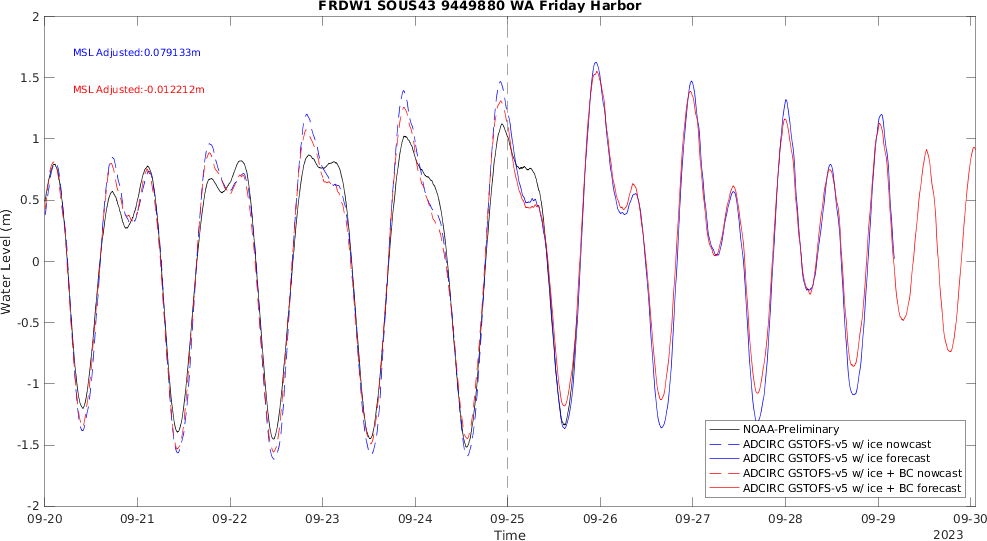 FRDW1 SOUS43 9449880 WA Friday Harbor
MSL Adjusted:0.079133m
MSL Adjusted:-0.012212m
Water Level (m)
2
1.5
1
0.5
0
-0.5
-1
-1.5
-2
NOAA-Preliminary
ADCIRC GSTOFS-v5 w/ ice nowcast
ADCIRC GSTOFS-v5 w/ ice forecast
ADCIRC GSTOFS-v5 w/ ice + BC nowcast
ADCIRC GSTOFS-v5 w/ ice + BC forecast
09-20 09-21 09-22 09-23 09-24 09-25 09-26 09-27 09-28 09-29 09-30
Time
2023